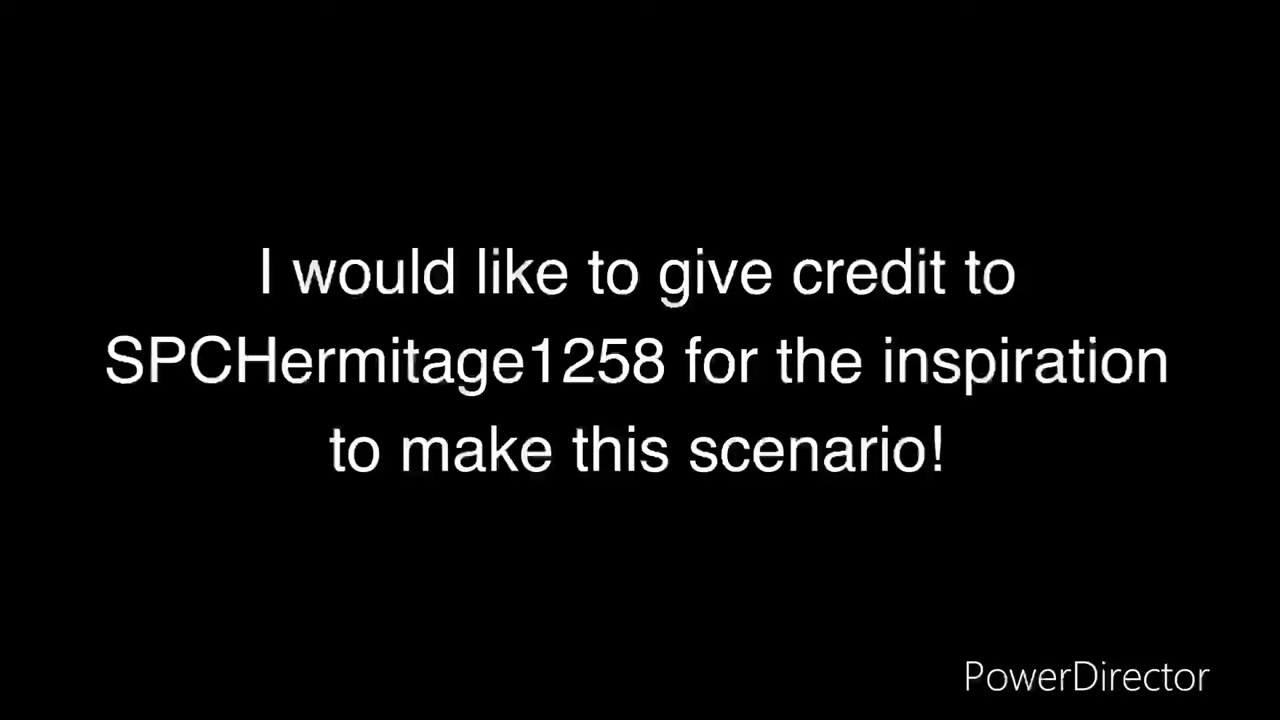 I would like to give credit to
SPCHermitage1258 for the inspiration
to make this scenario!
PowerDirector